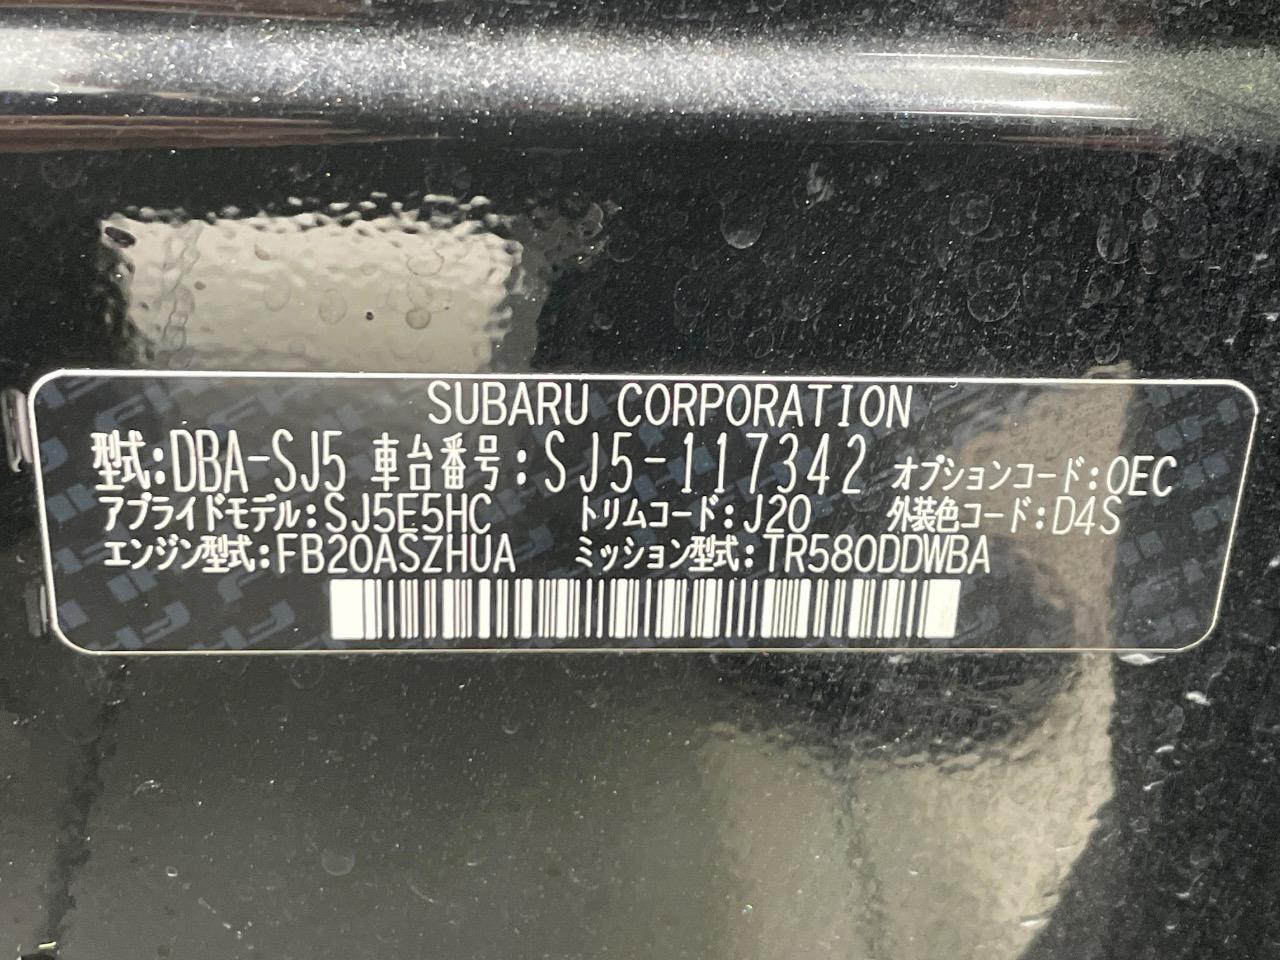 SUBARU CORPORATION
型式:DBA-SJ5 車台番号:SJ5-117342 オプションコード:OEC
アプライドモデル:SJ5E5HC トリムコード:J20 外装色コード:D4S
エンジン型式:FB20ASZHUA ミッション型式:TR580DDWBA